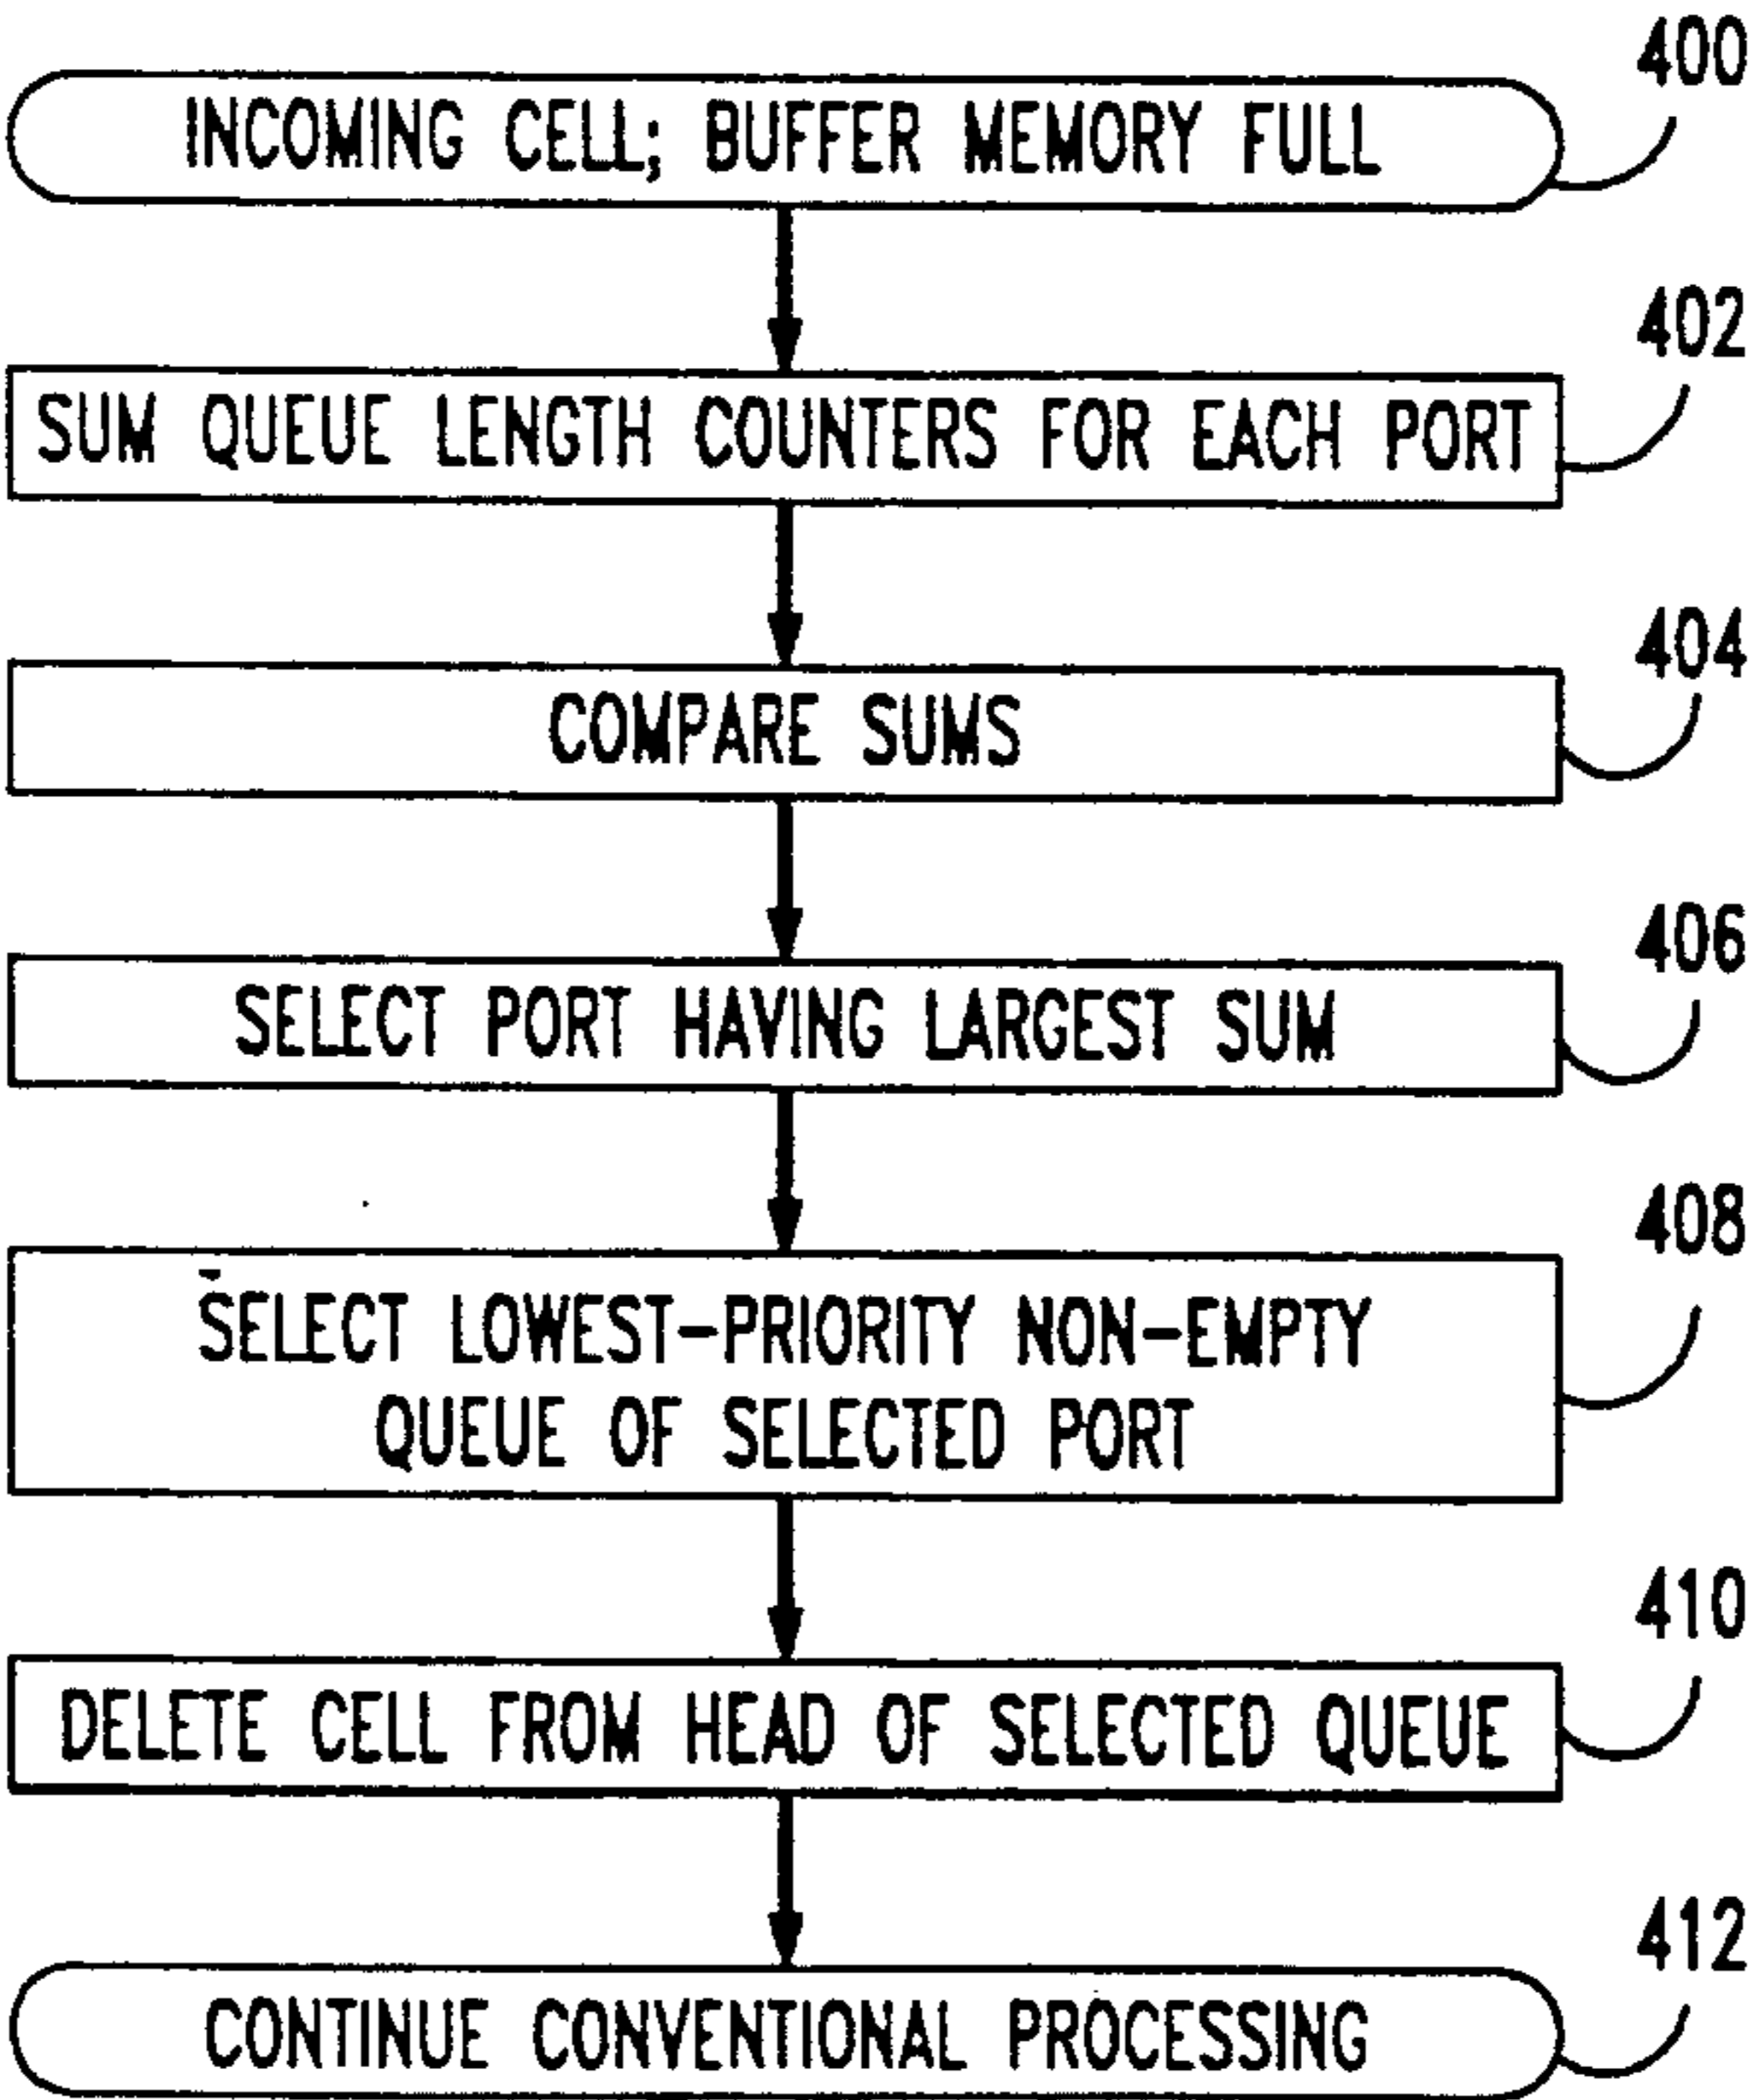 400
INCOMING CELL; BUFFER MEMORY FULL
402
SUM QUEUE LENGTH COUNTERS FOR EACH PORT
404
COMPARE SUMS
406
SELECT PORT HAVING LARGEST SUM
408
SELECT LOWEST-PRIORITY NON-EMPTY
QUEUE OF SELECTED PORT
410
DELETE CELL FROM HEAD OF SELECTED QUEUE
412
CONTINUE CONVENTIONAL PROCESSING